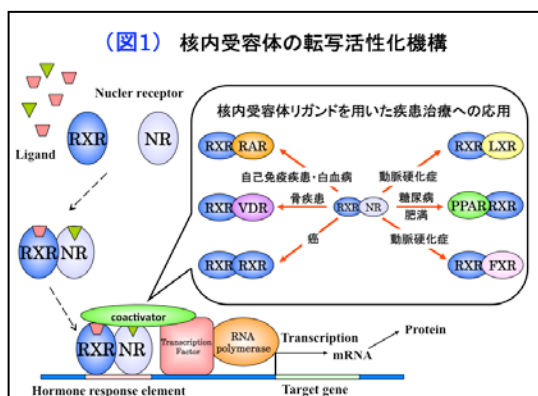 (図1) 核内受容体の転写活性化機構
Nucler receptor
RXR
NR
Ligand
RXR NR
核内受容体リガンドを用いた疾患治療への応用
RXR RAR
RXR LXR
自己免疫疾患・白血病
動脈硬化症
RXR VDR
骨疾患
RXR NR
糖尿病
肥満
PPAR RXR
癌
動脈硬化症
RXR RXR
RXR FXR
coactivator
RXR NR
Transcription
Factor
RNA
polymerase
Transcription
mRNA
Protein
Hormone response element
Target gene